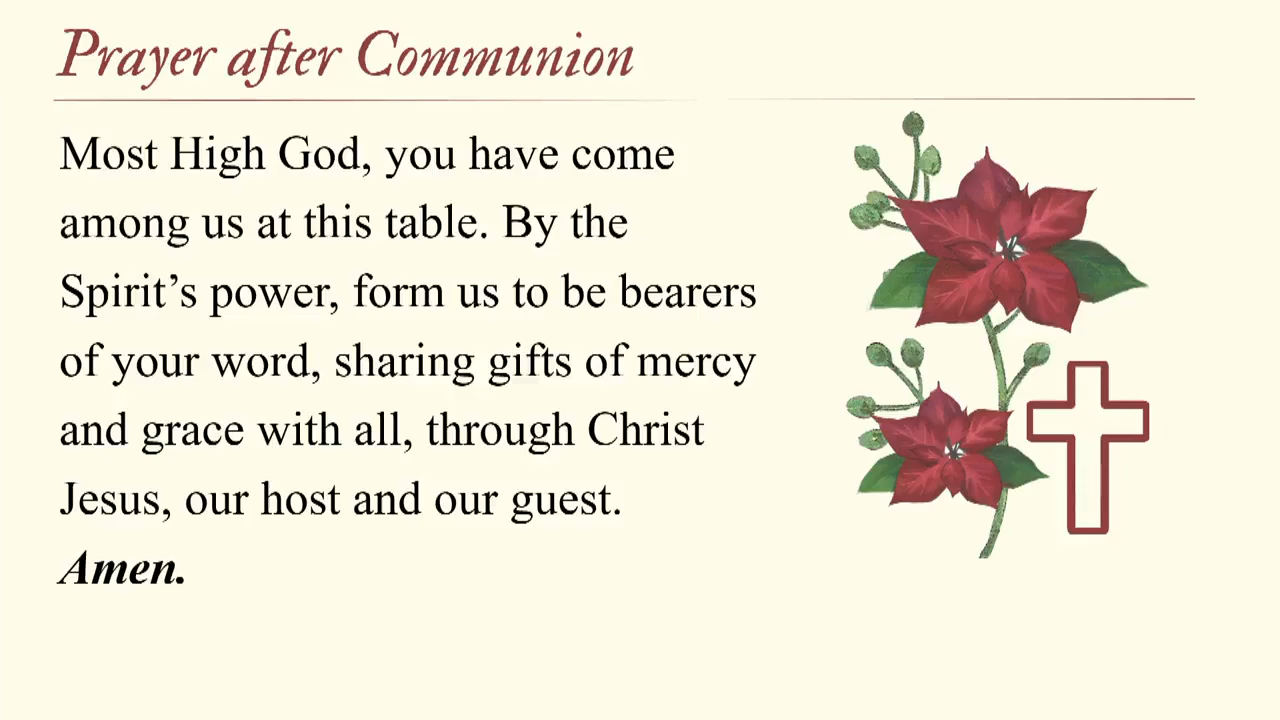 Prayer after Communion
Most High God, you have come
among us at this table. By the
Spirit’s power, form us to be bearers
of your word, sharing gifts of mercy
and grace with all, through Christ
Jesus, our host and our guest.
Amen.